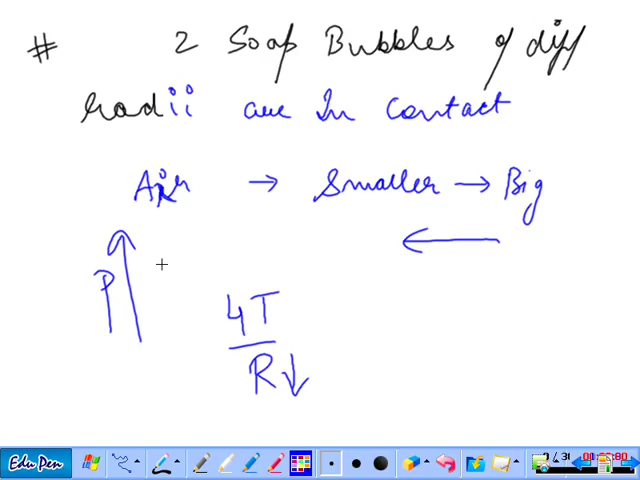 # 2 Soap Bubbles of diff
radii are In Contact
Air → Smaller → Big
←
P ↑
4T
R ↓
Edu Pen